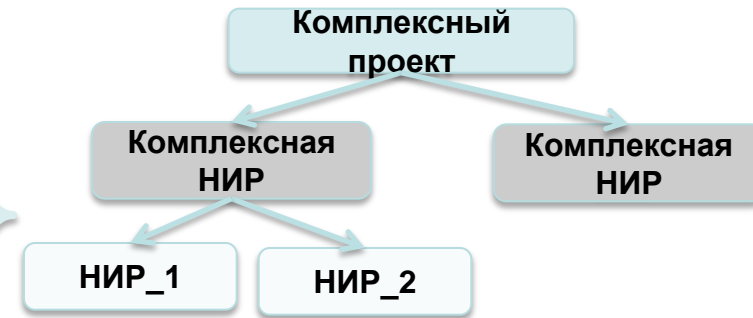 Комплексный
проект
Комплексная
НИР
Комплексная
НИР
НИР_1
НИР_2